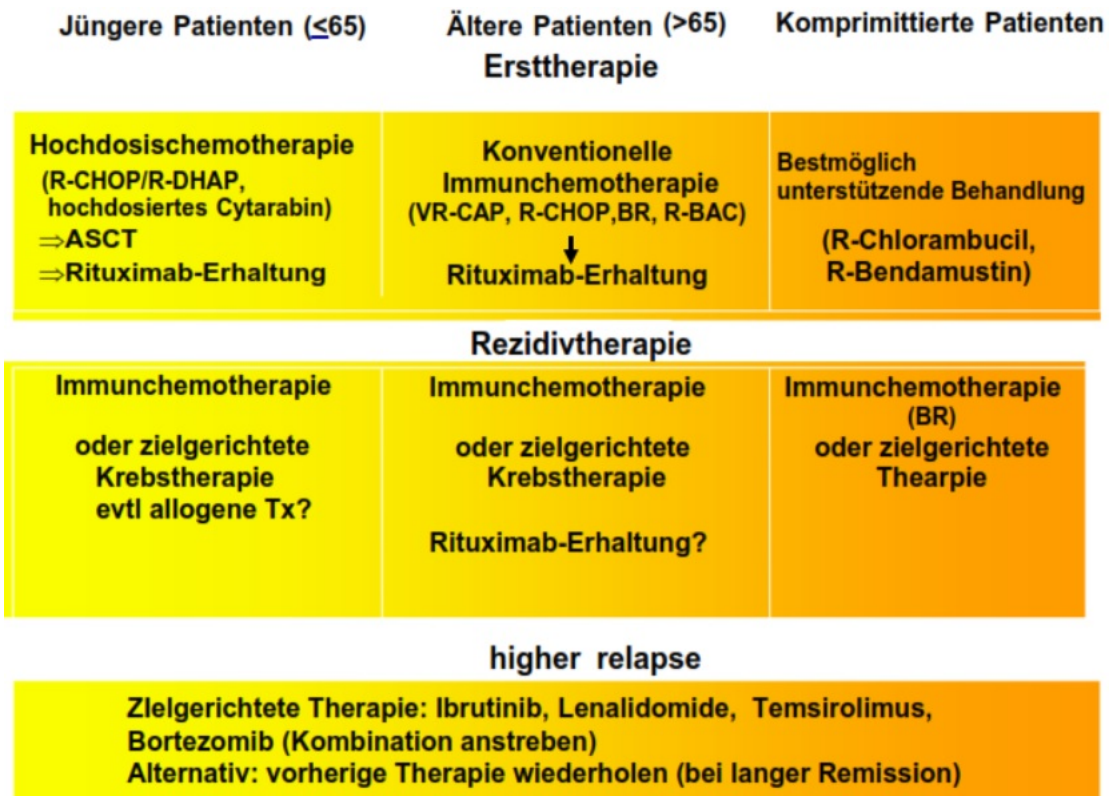 Jüngere Patienten (≤65)
Ältere Patienten (>65)
Komprimittierte Patienten
Ersttherapie
Hochdosischemotherapie
(R-CHOP/R-DHAP,
hochdosiertes Cytarabin)
⇒ASCT
⇒Rituximab-Erhaltung
Konventionelle
Immunchemotherapie
(VR-CAP, R-CHOP,BR, R-BAC)
Rituximab-Erhaltung
Bestmöglich
unterstützende Behandlung
(R-Chlorambucil,
R-Bendamustin)
Rezidivtherapie
Immunchemotherapie
oder zielgerichtete
Krebstherapie
evtl allogene Tx?
Immunchemotherapie
oder zielgerichtete
Krebstherapie
Rituximab-Erhaltung?
Immunchemotherapie
(BR)
oder zielgerichtete
Thearpie
higher relapse
ZIelgerichtete Therapie: Ibrutinib, Lenalidomide, Temsirolimus,
Bortezomib (Kombination anstreben)
Alternativ: vorherige Therapie wiederholen (bei langer Remission)